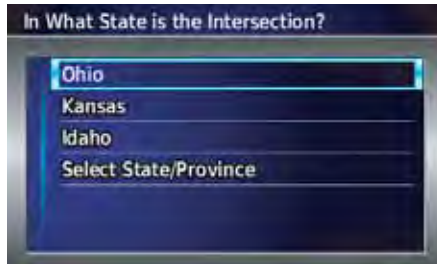 In What State is the Intersection?
Ohio
Kansas
Idaho
Select State/Province